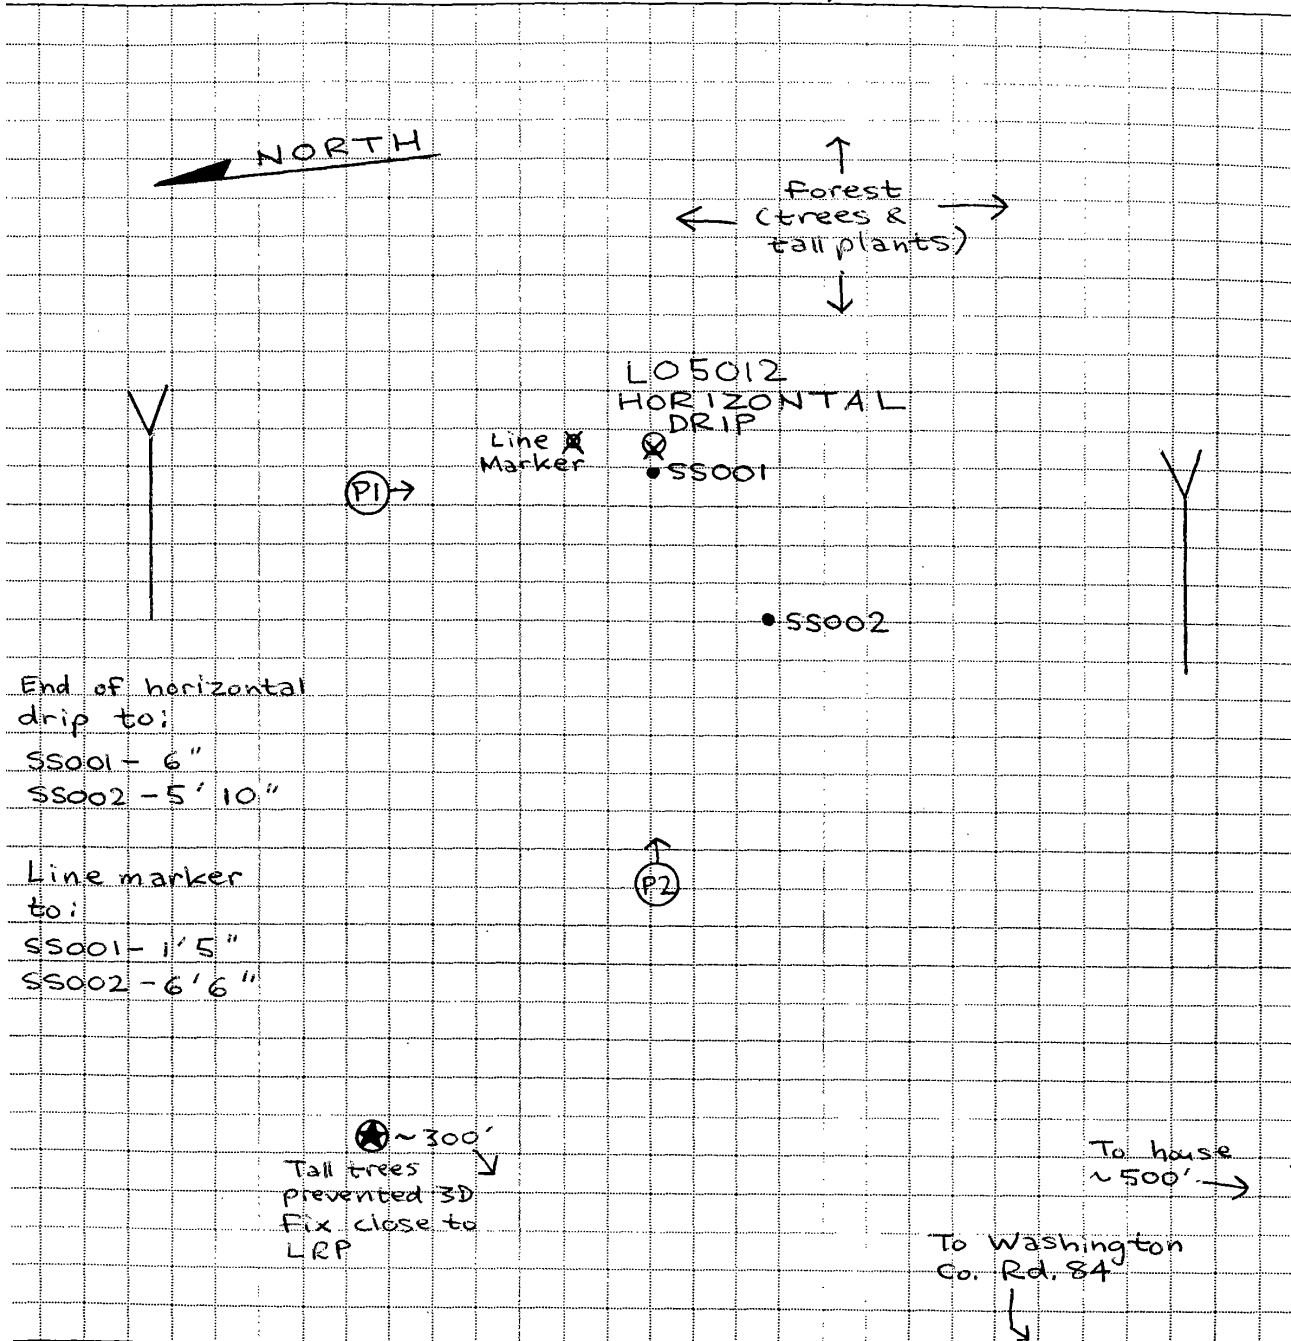 NORTH
Forest
(trees &
tall plants)
LO5012
HORIZONTAL
DRIP
Line
Marker
SS001
P1
SS002
End of horizontal
drip to:
SS001 - 6"
SS002 - 5' 10"
Line marker
to:
SS001 - 1' 5"
SS002 - 6' 6"
P2
~ 300'
Tall trees
prevented 3D
Fix close to
LRP
To house
~ 500'
To Washington
Co. Rd. 84